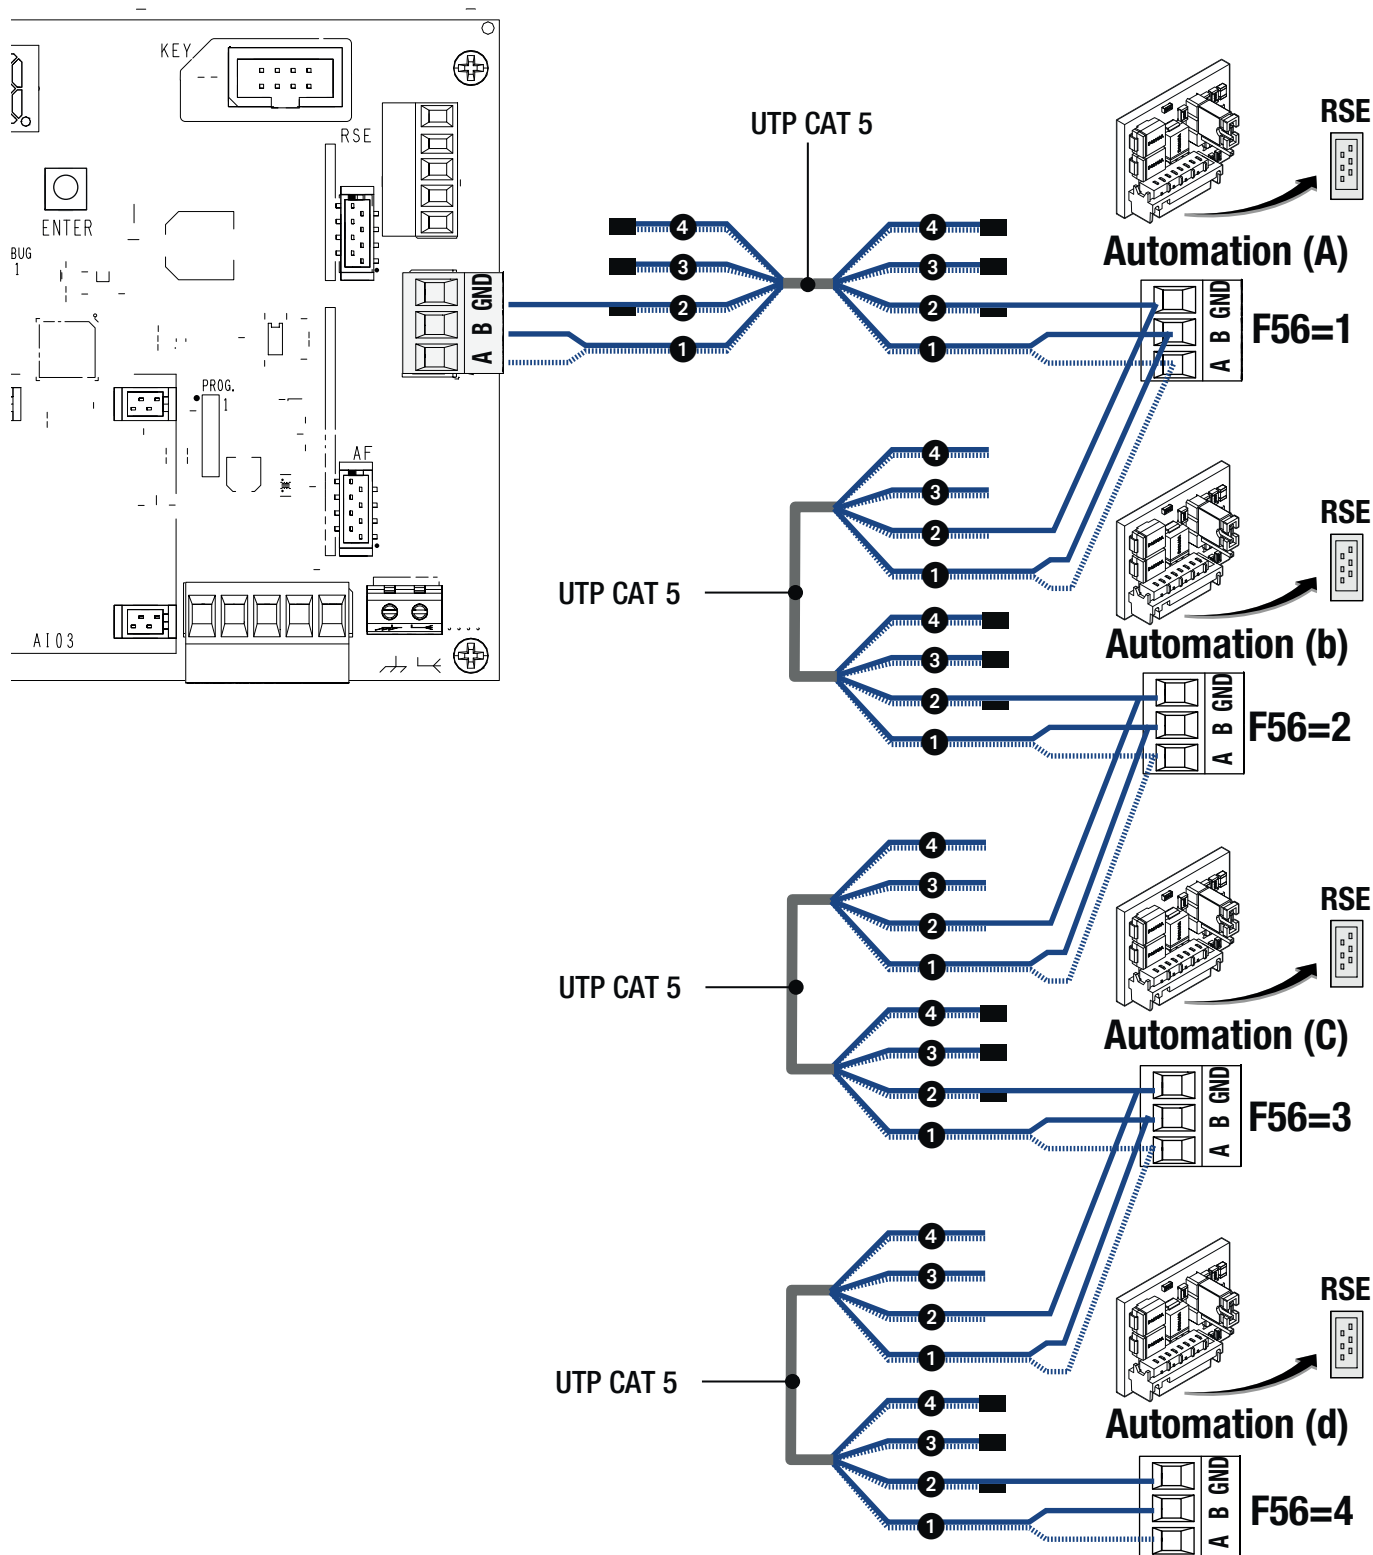 KEY
RSE
ENTER
BUG
1
GND
B
A
PROG.
1
AF
AI03
UTP CAT 5
4
3
2
1
4
3
2
1
RSE
Automation (A)
GND
B
A
F56=1
4
3
2
1
UTP CAT 5
4
3
2
1
RSE
Automation (b)
GND
B
A
F56=2
4
3
2
1
UTP CAT 5
4
3
2
1
RSE
Automation (C)
GND
B
A
F56=3
4
3
2
1
UTP CAT 5
4
3
2
1
RSE
Automation (d)
GND
B
A
F56=4